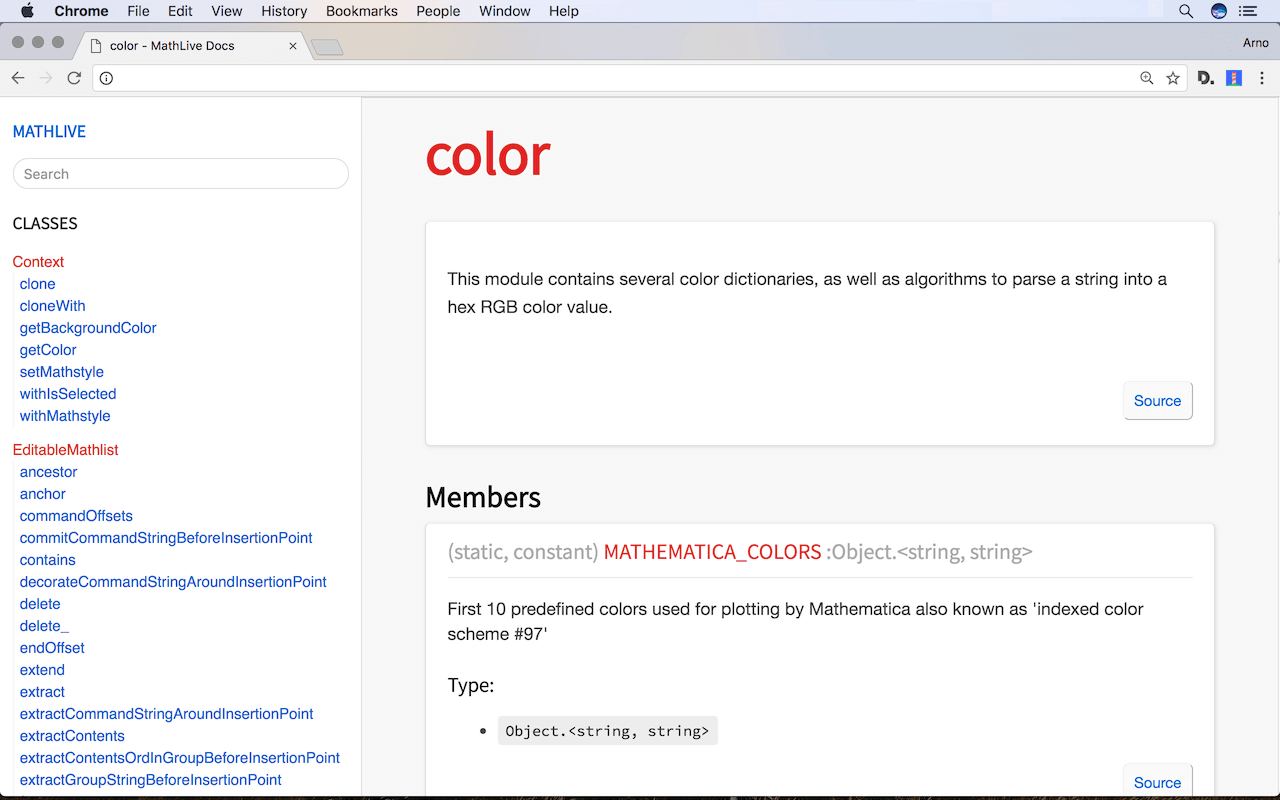 Chrome File Edit View History Bookmarks People Window Help
color - MathLive Docs
Arno
D.
MATHLIVE
Search
CLASSES
Context
clone
cloneWith
getBackgroundColor
getColor
setMathstyle
withIsSelected
withMathstyle
EditableMathlist
ancestor
anchor
commandOffsets
commitCommandStringBeforeInsertionPoint
contains
decorateCommandStringAroundInsertionPoint
delete
delete_
endOffset
extend
extract
extractCommandStringAroundInsertionPoint
extractContents
extractContentsOrdInGroupBeforeInsertionPoint
extractGroupStringBeforeInsertionPoint
color
This module contains several color dictionaries, as well as algorithms to parse a string into a
hex RGB color value.
Source
Members
(static, constant) MATHEMATICA_COLORS :Object.<string, string>
First 10 predefined colors used for plotting by Mathematica also known as 'indexed color
scheme #97'
Type:
• Object.<string, string>
Source